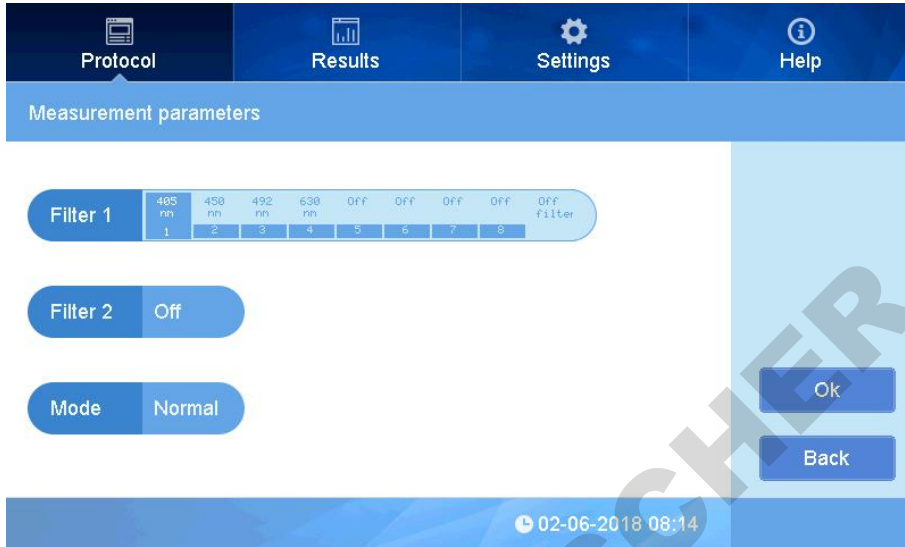 Protocol Results Settings Help
Measurement parameters
Filter 1
405 450 492 630 Off Off Off Off Off
nm nm nm nm filter
1 2 3 4 5 6 7 8
Filter 2 Off
Mode Normal
Ok
Back
02-06-2018 08:14
SCHER